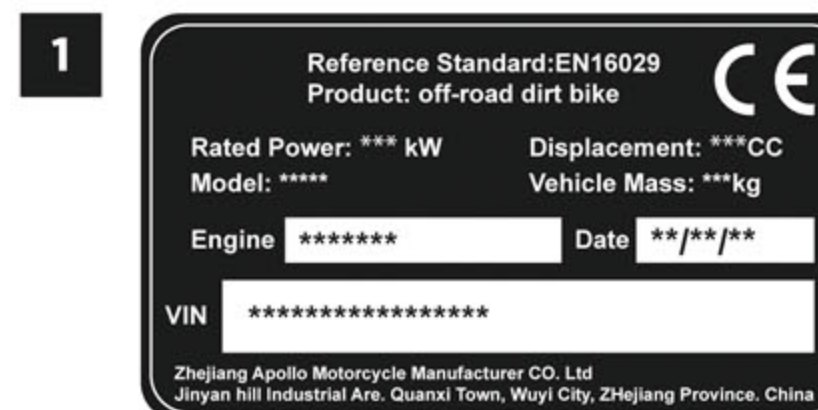 1
Reference Standard:EN16029
Product: off-road dirt bike
CE
Rated Power: *** kW Displacement: ***CC
Model: ***** Vehicle Mass: ***kg
Engine ******* Date **/**/**
VIN *****************
Zhejiang Apollo Motorcycle Manufacturer CO. Ltd
Jinyan hill Industrial Are. Quanxi Town, Wuyi City, ZHejiang Province. China